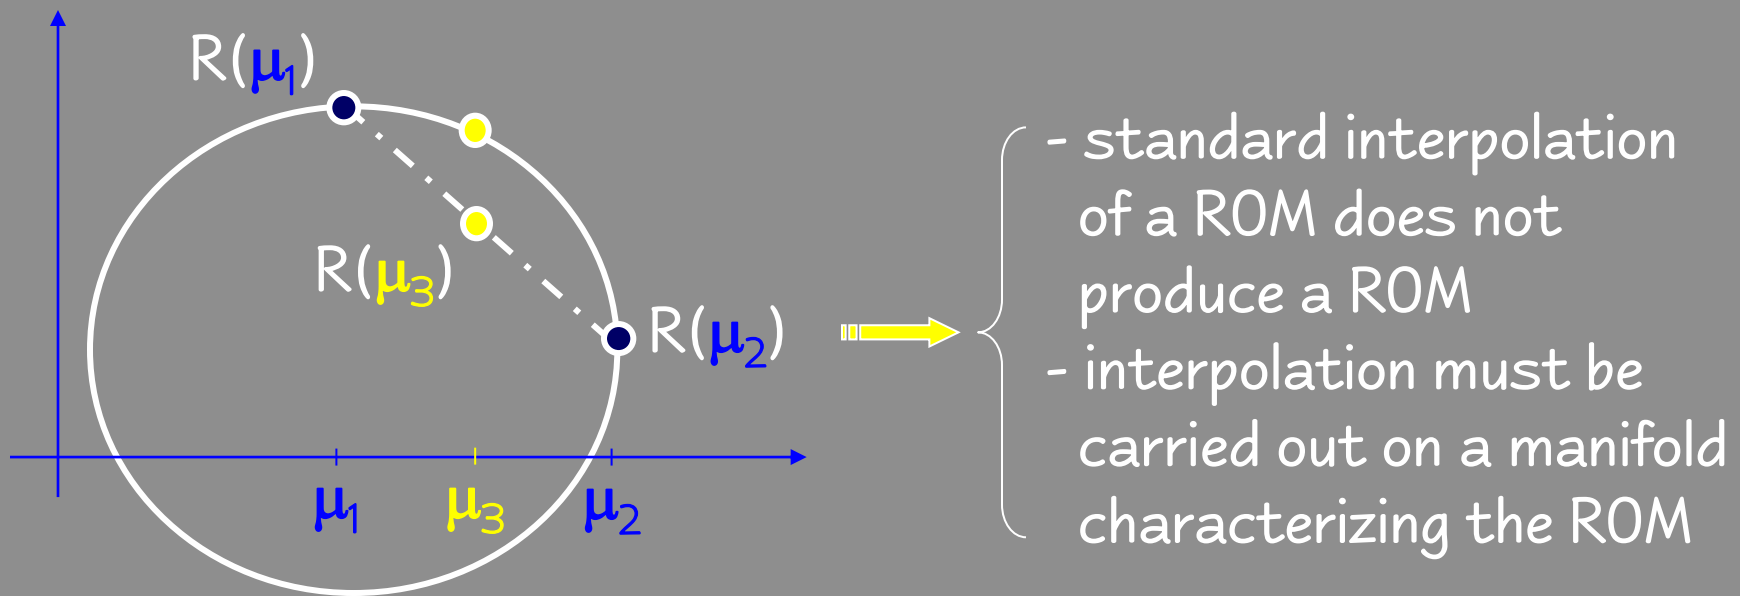 R(μ1)
R(μ3)
R(μ2)
μ1 μ3 μ2
- standard interpolation
of a ROM does not
produce a ROM
- interpolation must be
carried out on a manifold
characterizing the ROM